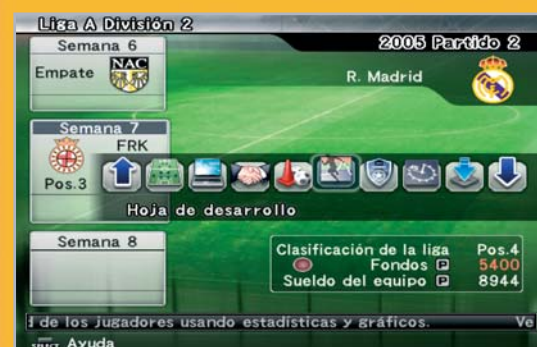 Liga A División 2
Semana 6
2005 Partido 2
Empate
NAC
R. Madrid
Semana 7
FRK
Pos.3
Hoja de desarrollo
Semana 8
Clasificación de la liga Pos.4
Fondos P 5400
Sueldo del equipo P 8944
d de los jugadores usando estadísticas y gráficos. Ve
Ayuda